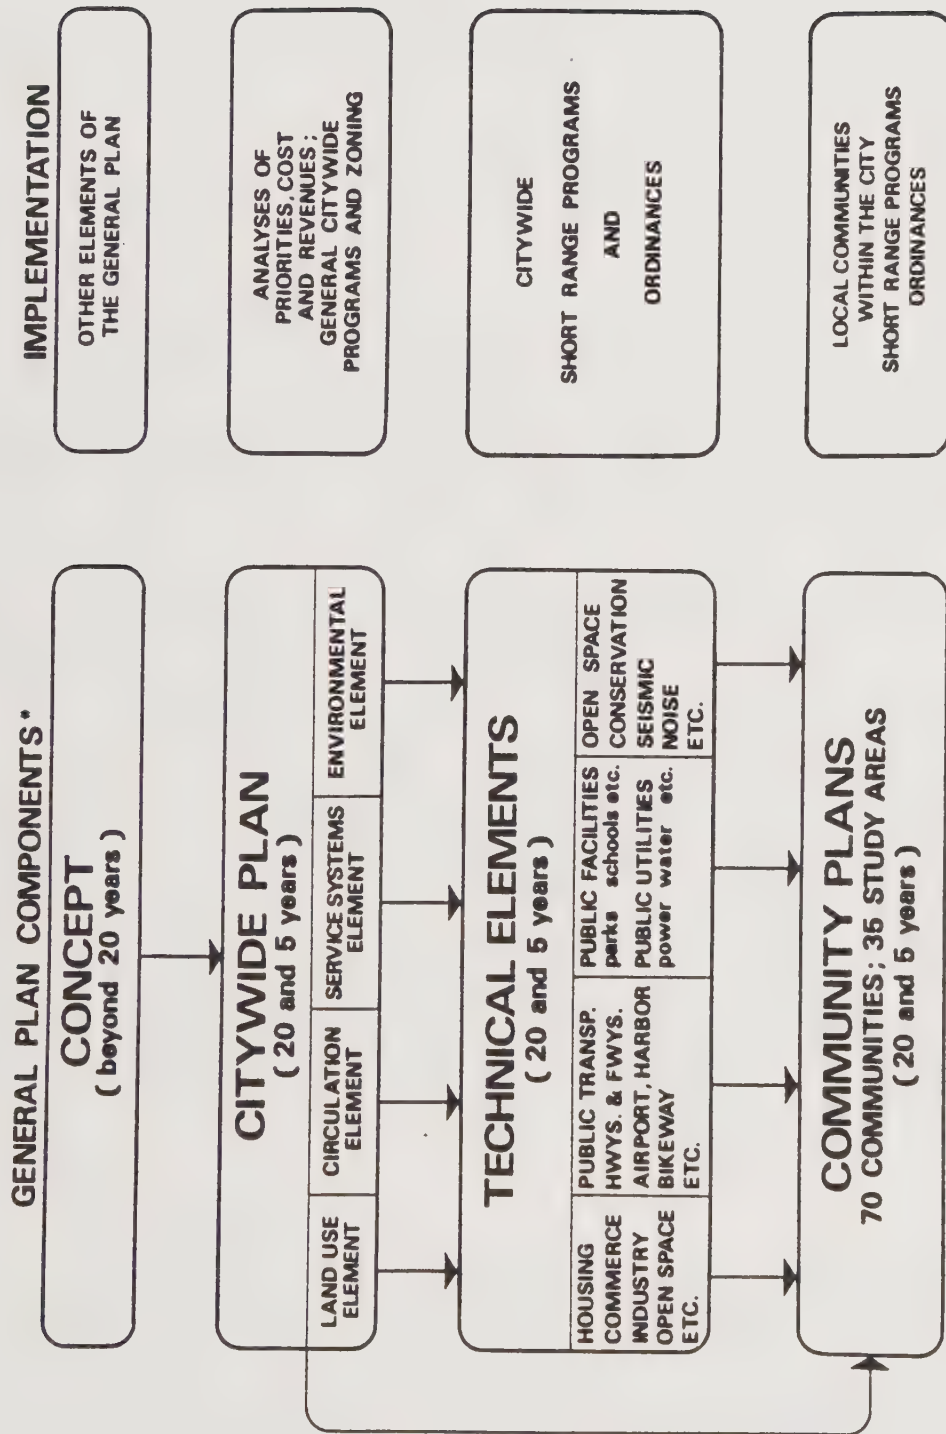 GENERAL PLAN COMPONENTS*
CONCEPT
( beyond 20 years )
CITYWIDE PLAN
( 20 and 5 years )
LAND USE
ELEMENT
CIRCULATION
ELEMENT
SERVICE SYSTEMS
ELEMENT
ENVIRONMENTAL
ELEMENT
TECHNICAL ELEMENTS
( 20 and 5 years )
HOUSING
COMMERCE
INDUSTRY
OPEN SPACE
ETC.
PUBLIC TRANSP.
HWYS. & FWYS.
AIRPORT, HARBOR
BIKEWAY
ETC.
PUBLIC FACILITIES
parks schools etc.
PUBLIC UTILITIES
power water etc.
OPEN SPACE
CONSERVATION
SEISMIC
NOISE
ETC.
COMMUNITY PLANS
70 COMMUNITIES; 35 STUDY AREAS
( 20 and 5 years )
IMPLEMENTATION
OTHER ELEMENTS OF
THE GENERAL PLAN
ANALYSES OF
PRIORITIES, COST
AND REVENUES;
GENERAL CITYWIDE
PROGRAMS AND ZONING
CITYWIDE
SHORT RANGE PROGRAMS
AND
ORDINANCES
LOCAL COMMUNITIES
WITHIN THE CITY
SHORT RANGE PROGRAMS
ORDINANCES